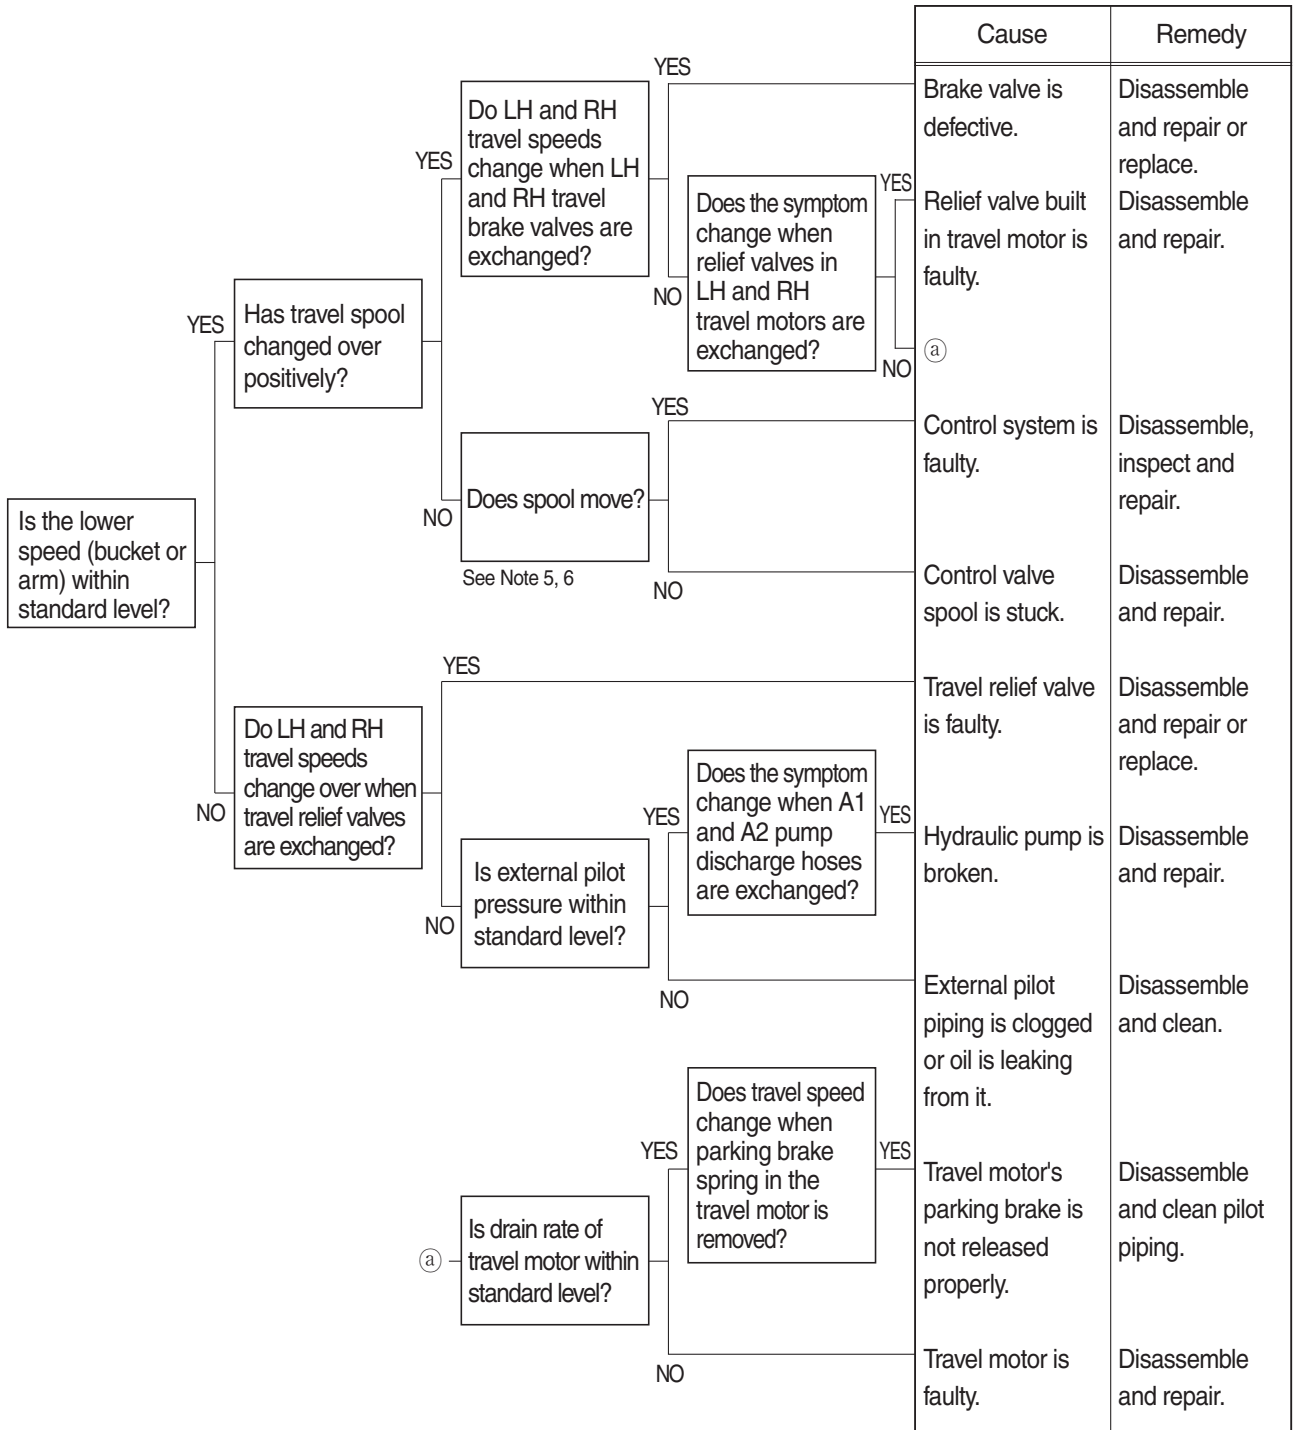 Cause
Remedy
YES
Do LH and RH
travel speeds
change when LH
and RH travel
brake valves are
exchanged?
Brake valve is
defective.
Disassemble
and repair or
replace.
YES
YES
Does the symptom
change when
relief valves in
LH and RH
travel motors are
exchanged?
Relief valve built
in travel motor is
faulty.
Disassemble
and repair.
NO
NO
ⓐ
YES
Has travel spool
changed over
positively?
YES
Control system is
faulty.
Disassemble,
inspect and
repair.
NO
Does spool move?
See Note 5, 6
NO
Control valve
spool is stuck.
Disassemble
and repair.
Is the lower
speed (bucket or
arm) within
standard level?
YES
Travel relief valve
is faulty.
Disassemble
and repair or
replace.
NO
Do LH and RH
travel speeds
change over when
travel relief valves
are exchanged?
YES
Does the symptom
change when A1
and A2 pump
discharge hoses
are exchanged?
YES
Hydraulic pump is
broken.
Disassemble
and repair.
NO
Is external pilot
pressure within
standard level?
NO
External pilot
piping is clogged
or oil is leaking
from it.
Disassemble
and clean.
YES
Does travel speed
change when
parking brake
spring in the
travel motor is
removed?
YES
Travel motor's
parking brake is
not released
properly.
Disassemble
and clean pilot
piping.
ⓐ
Is drain rate of
travel motor within
standard level?
NO
Travel motor is
faulty.
Disassemble
and repair.